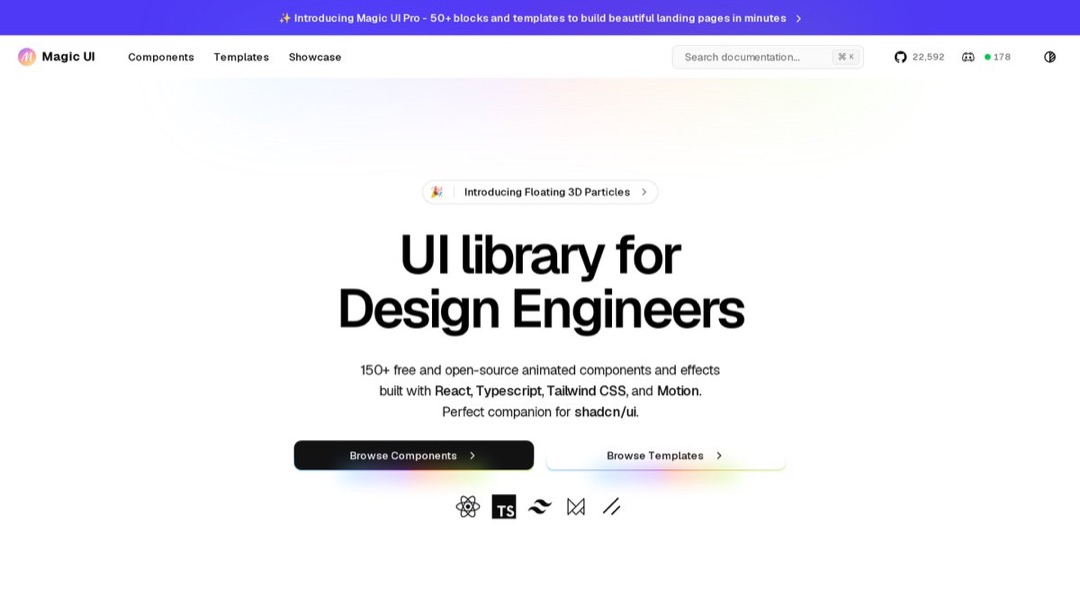 ✨ Introducing Magic UI Pro - 50+ blocks and templates to build beautiful landing pages in minutes
Magic UI
Components
Templates
Showcase
Search documentation...
⌘ K
22,592
178
🎉 Introducing Floating 3D Particles
UI library for
Design Engineers
150+ free and open-source animated components and effects
built with React, Typescript, Tailwind CSS, and Motion.
Perfect companion for shadcn/ui.
Browse Components
Browse Templates
TS